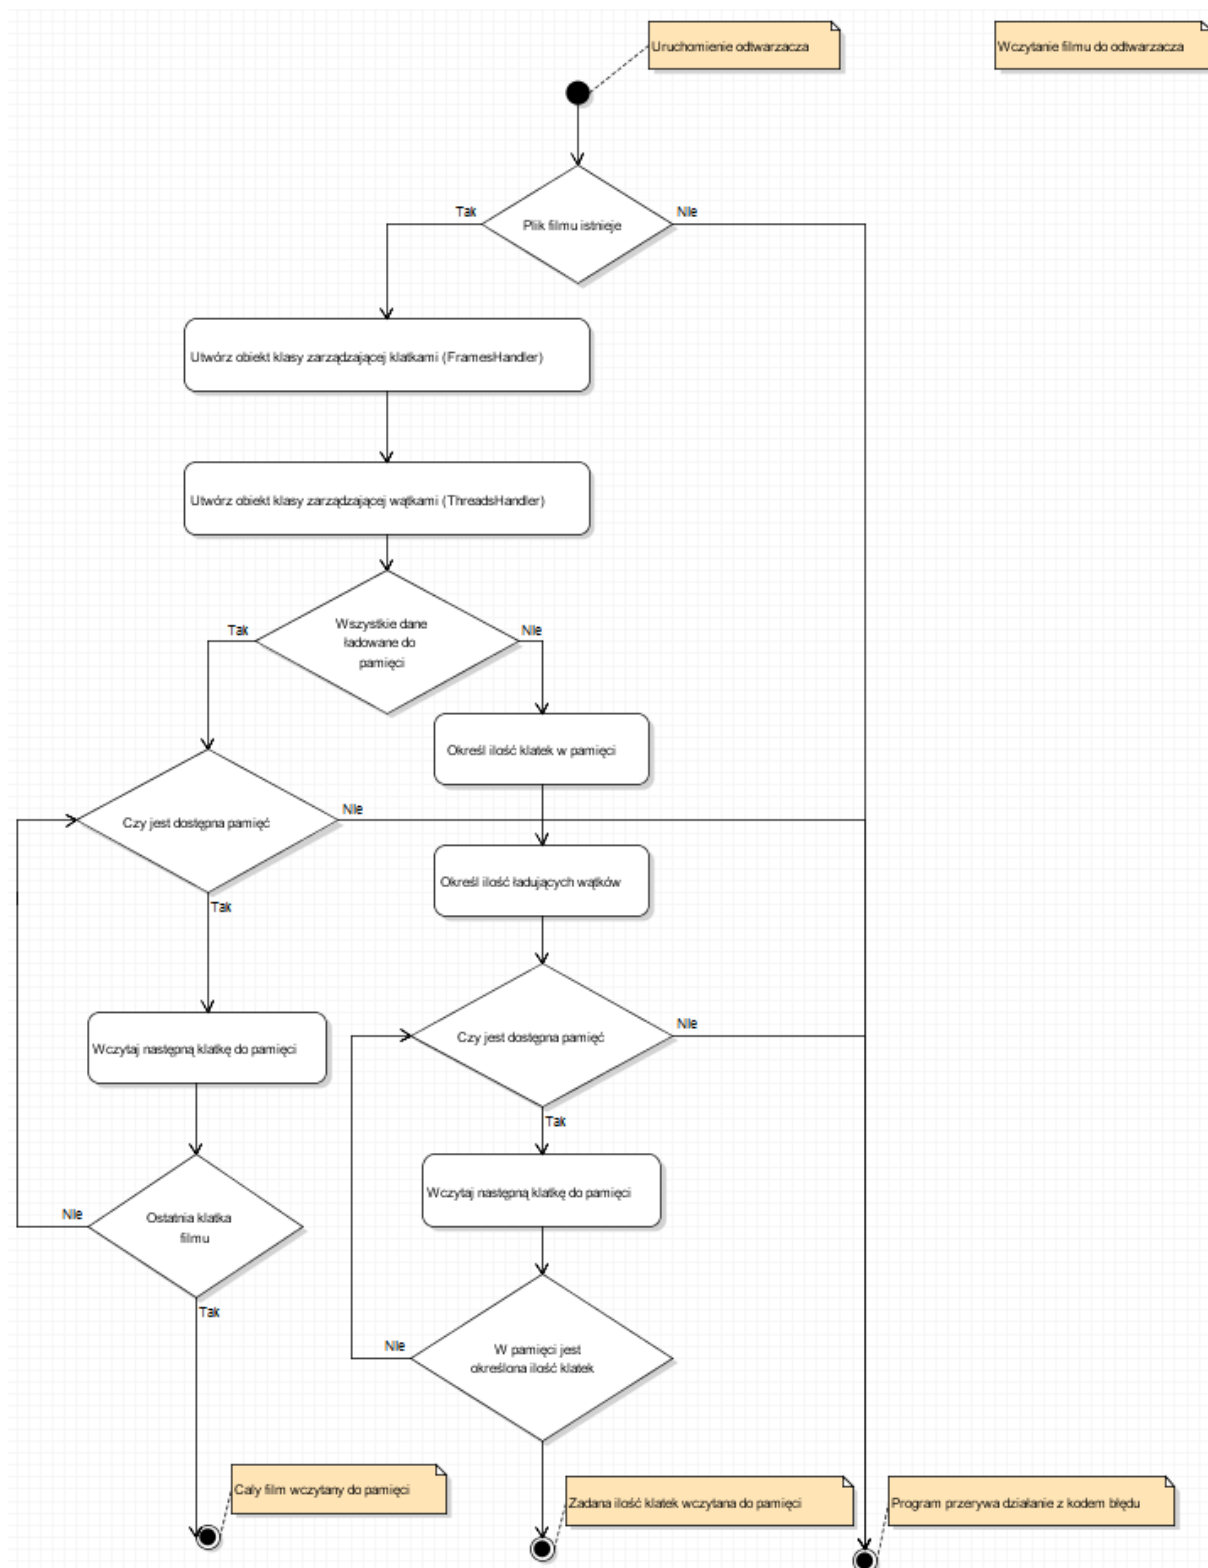 Uruchomienie odtwarzacza
Wczytanie filmu do odtwarzacza
Tak
Nie
Plik filmu istnieje
Utwórz obiekt klasy zarządzającej klatkami (FramesHandler)
Utwórz obiekt klasy zarządzającej wątkami (ThreadsHandler)
Tak
Wszystkie dane
ładowane do
pamięci
Nie
Określ ilość klatek w pamięci
Czy jest dostępna pamięć
Nie
Tak
Określ ilość ładujących wątków
Czy jest dostępna pamięć
Nie
Tak
Wczytaj następną klatkę do pamięci
Wczytaj następną klatkę do pamięci
Nie
Ostatnia klatka
filmu
Tak
Nie
W pamięci jest
określona ilość klatek
Cały film wczytany do pamięci
Zadana ilość klatek wczytana do pamięci
Program przerywa działanie z kodem błędu